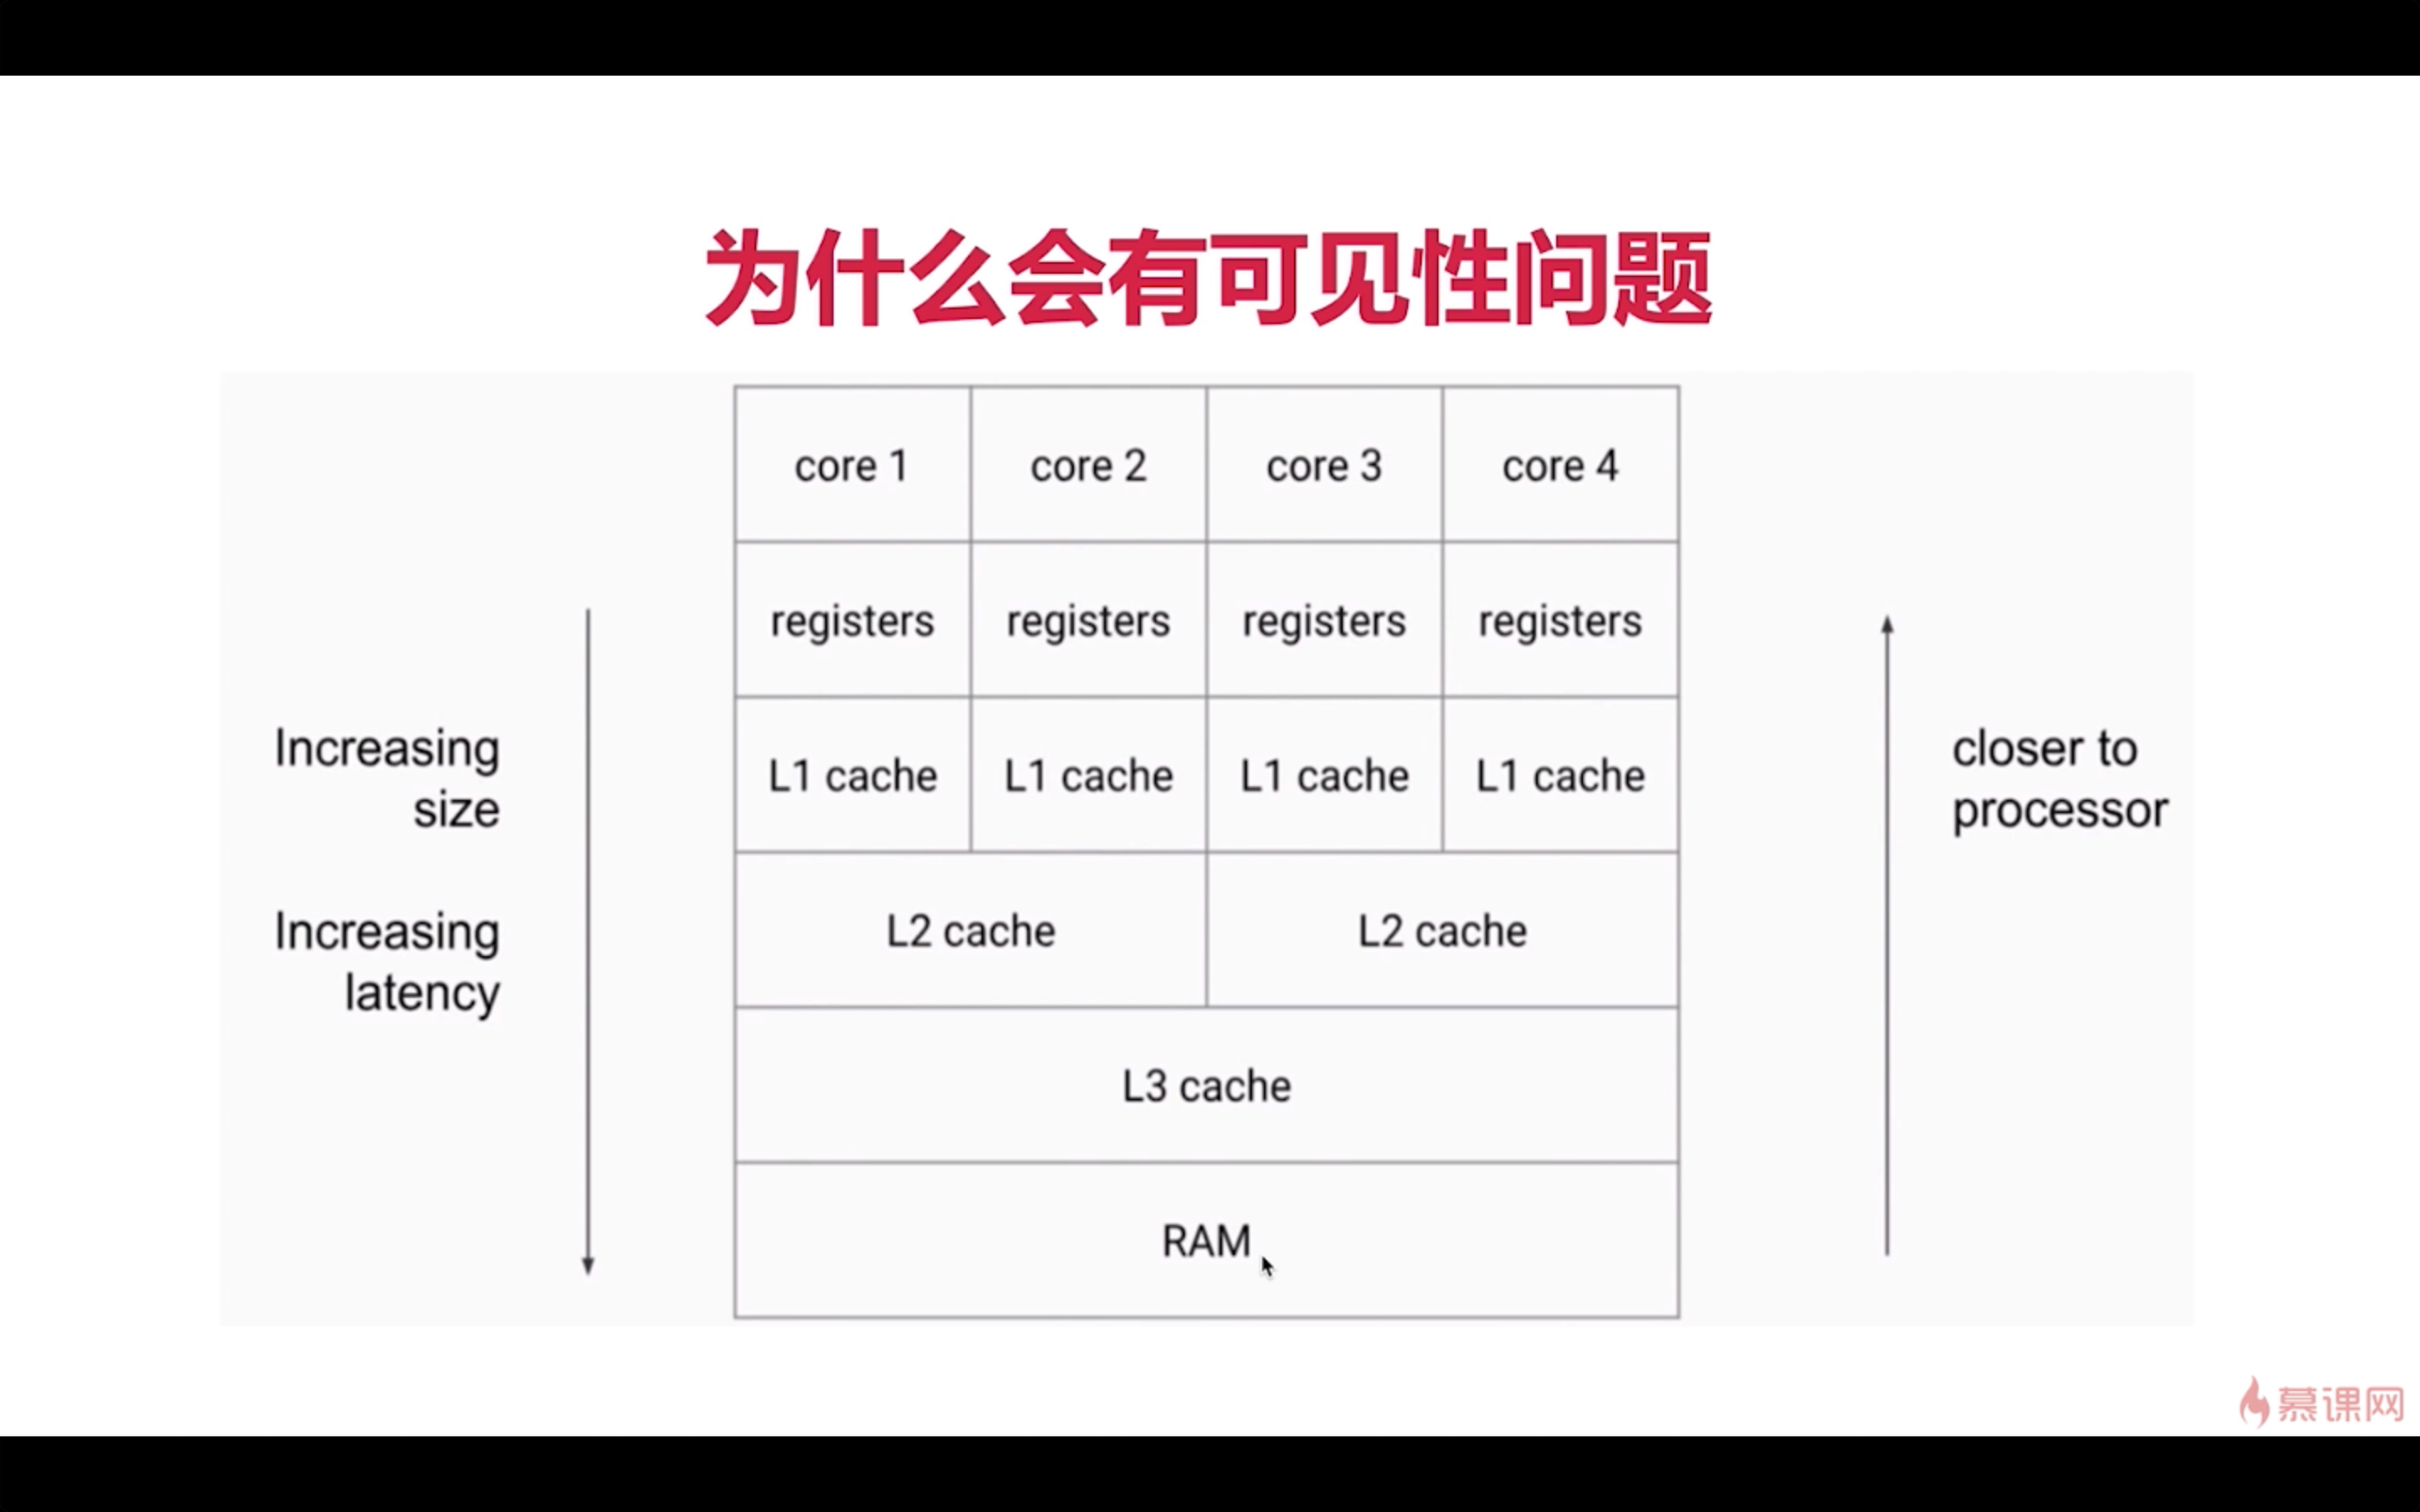 为什么会有可见性问题
core 1 core 2 core 3 core 4
registers registers registers registers
L1 cache L1 cache L1 cache L1 cache
L2 cache L2 cache
L3 cache
RAM
Increasing
size
Increasing
latency
closer to
processor
慕课网